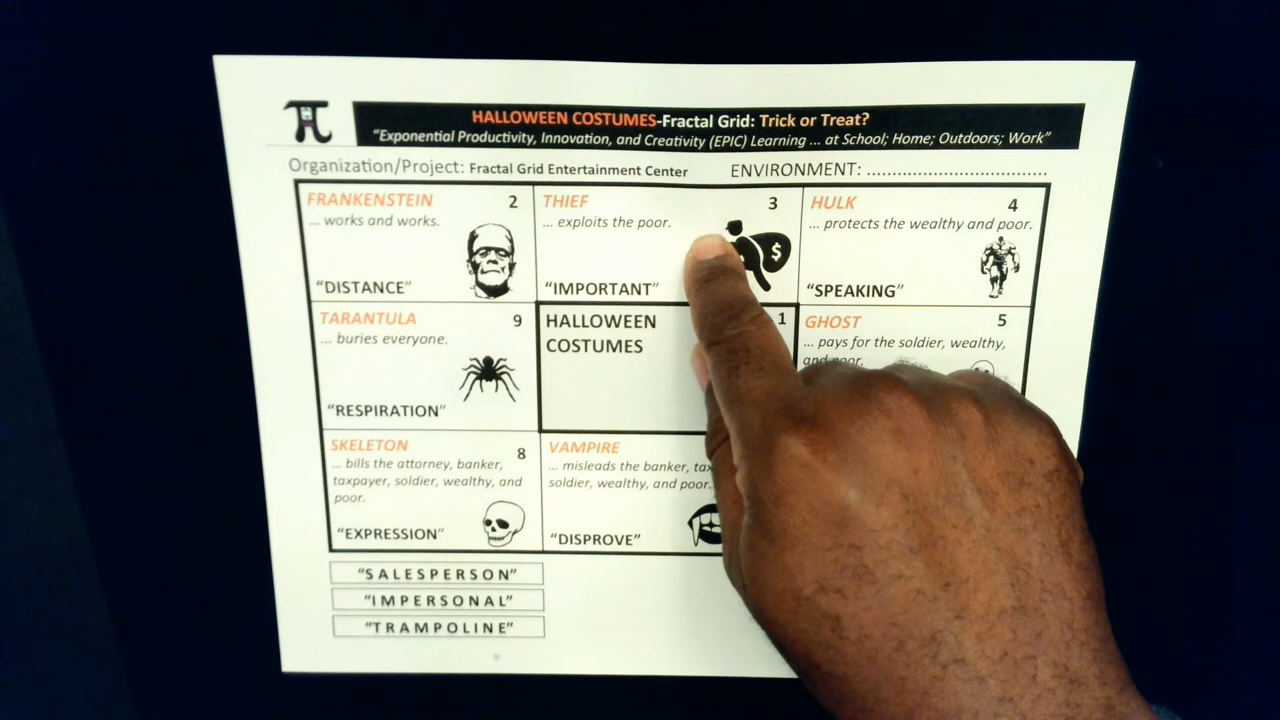 HALLOWEEN COSTUMES-Fractal Grid: Trick or Treat?
"Exponential Productivity, Innovation, and Creativity (EPIC) Learning ... at School; Home; Outdoors; Work"
Organization/Project: Fractal Grid Entertainment Center ENVIRONMENT: ....................................
FRANKENSTEIN 2
... works and works.
"DISTANCE"
THIEF 3
... exploits the poor.
$
"IMPORTANT"
HULK 4
... protects the wealthy and poor.
"SPEAKING"
TARANTULA 9
... buries everyone.
"RESPIRATION"
HALLOWEEN 1
COSTUMES
GHOST 5
... pays for the soldier, wealthy,
and poor.
SKELETON 8
... bills the attorney, banker,
taxpayer, soldier, wealthy, and
poor.
"EXPRESSION"
VAMPIRE
... misleads the banker,
soldier, wealthy, and poor.
"DISPROVE"
"SALESPERSON"
"IMPERSONAL"
"TRAMPOLINE"